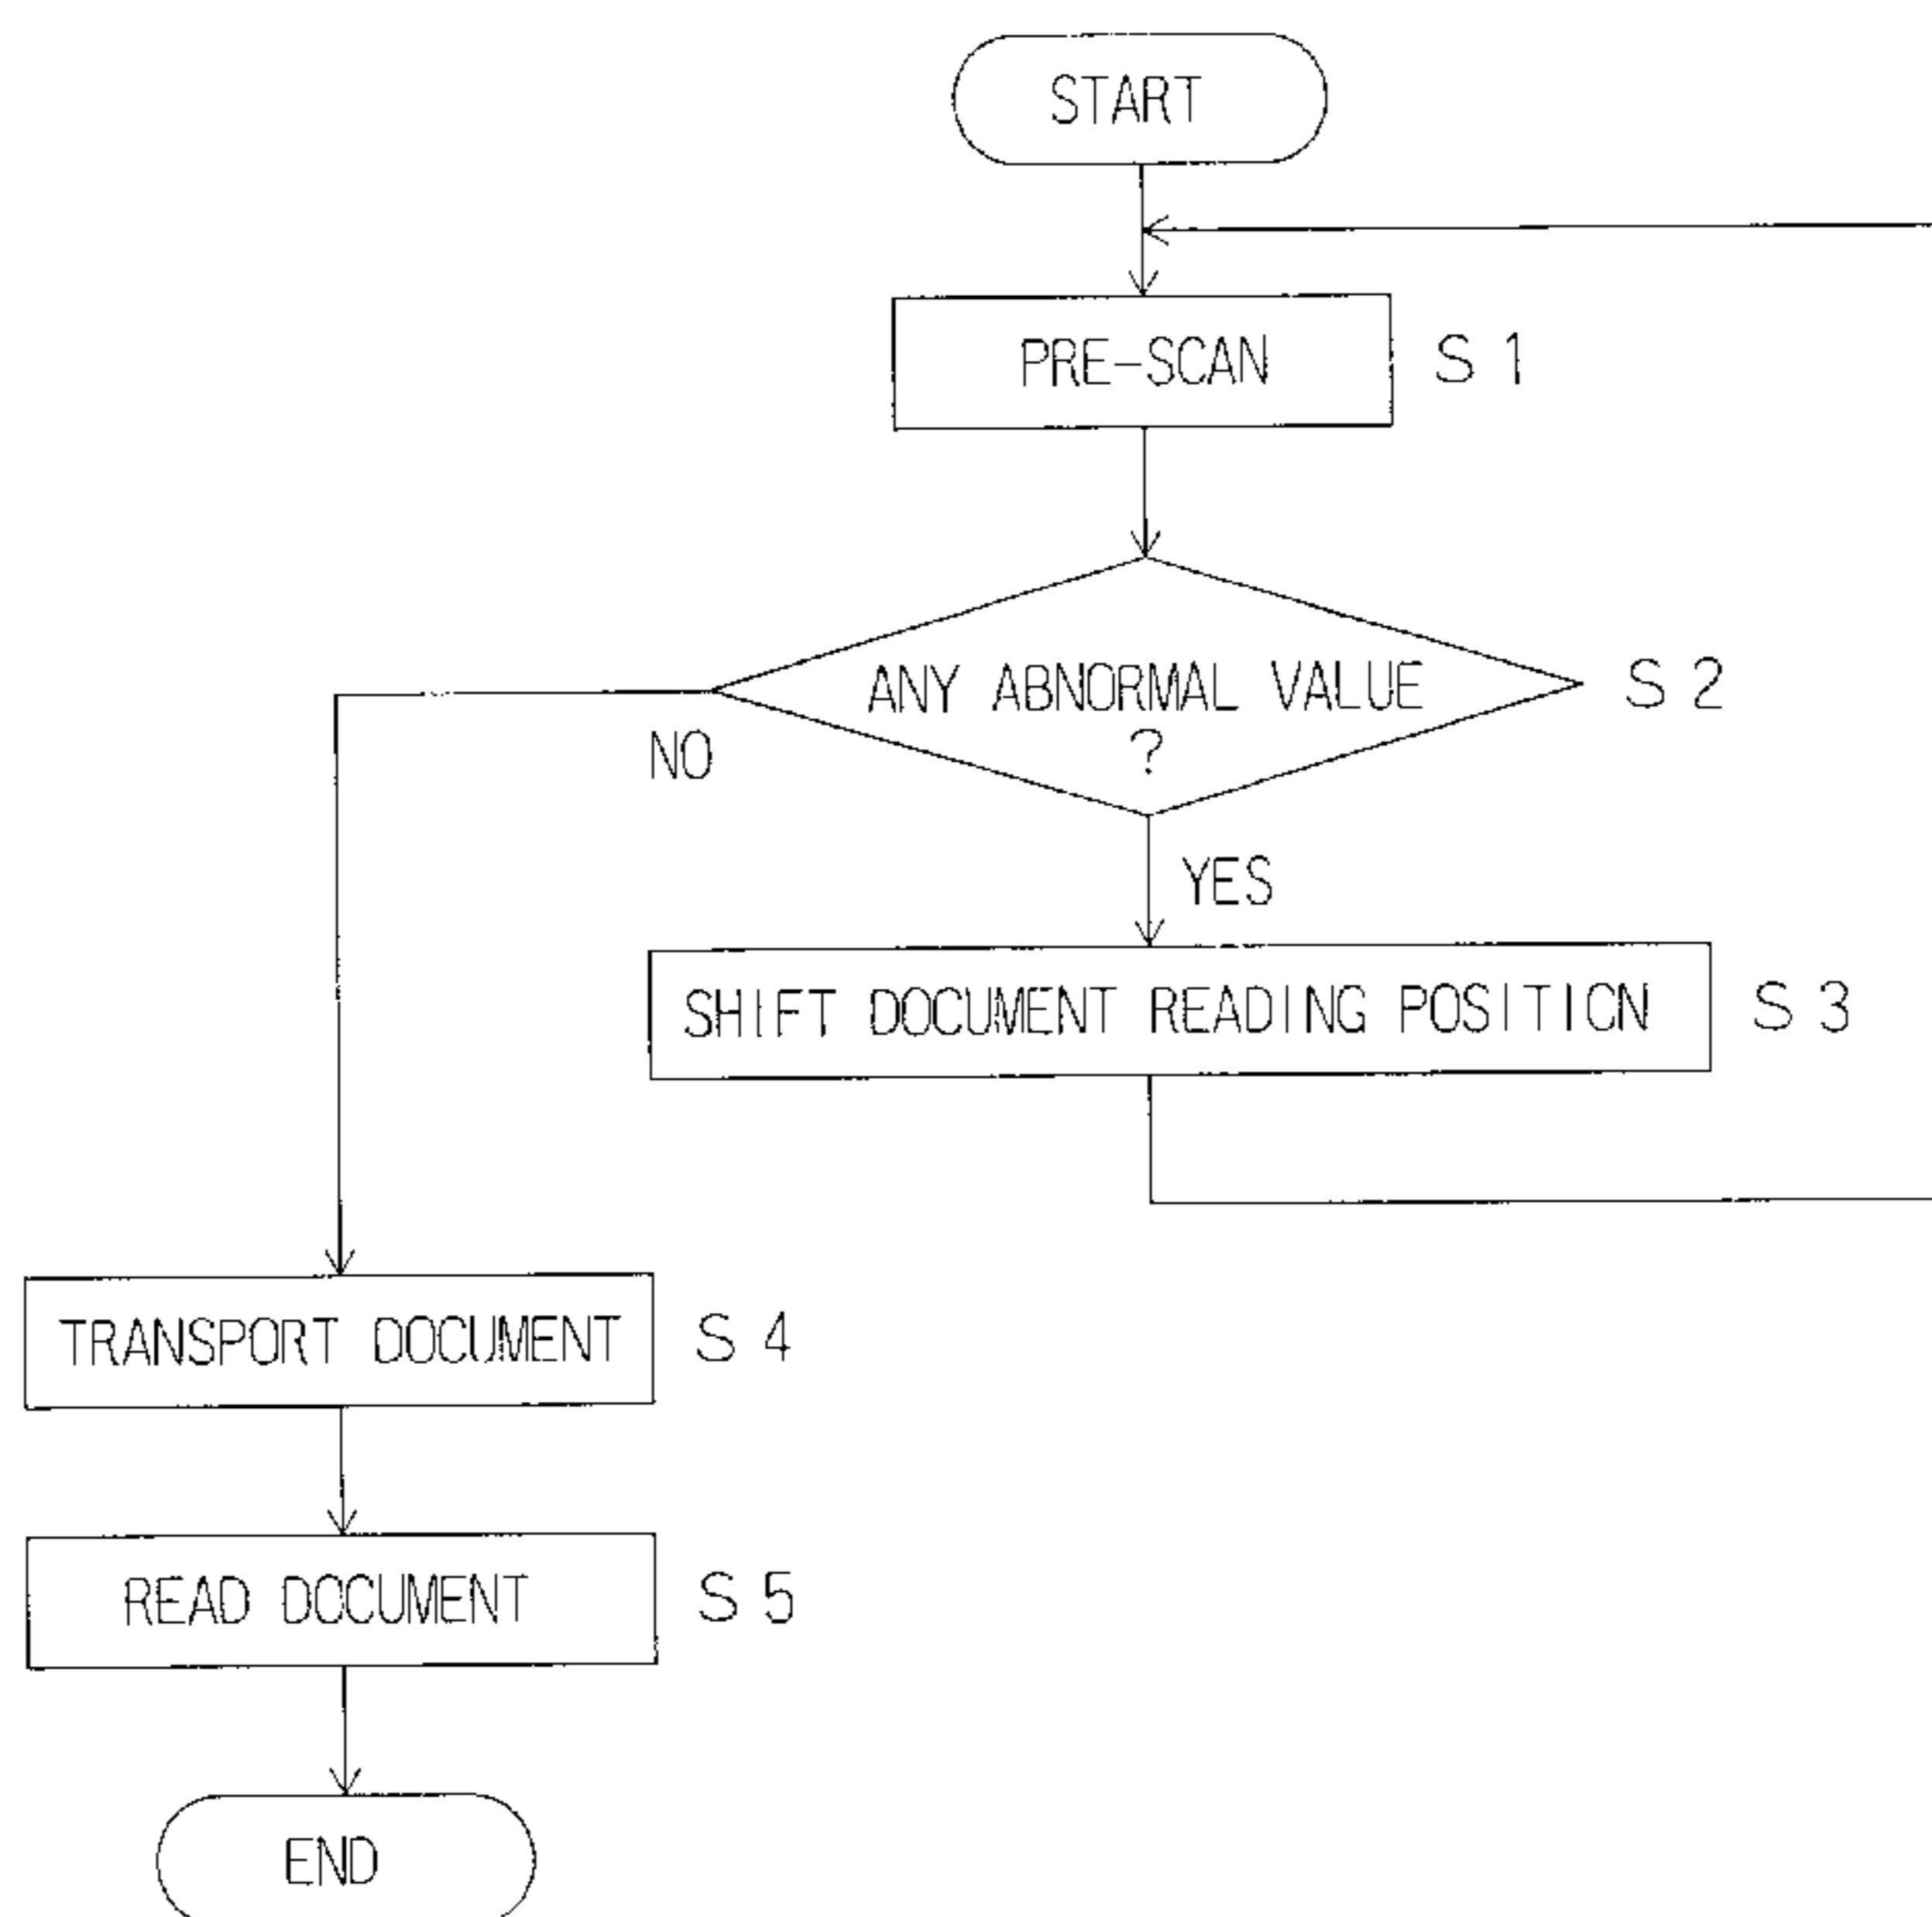 START
PRE-SCAN
S 1
ANY ABNORMAL VALUE
?
S 2
NO
YES
SHIFT DOCUMENT READING POSITION
S 3
TRANSPORT DOCUMENT
S 4
READ DOCUMENT
S 5
END